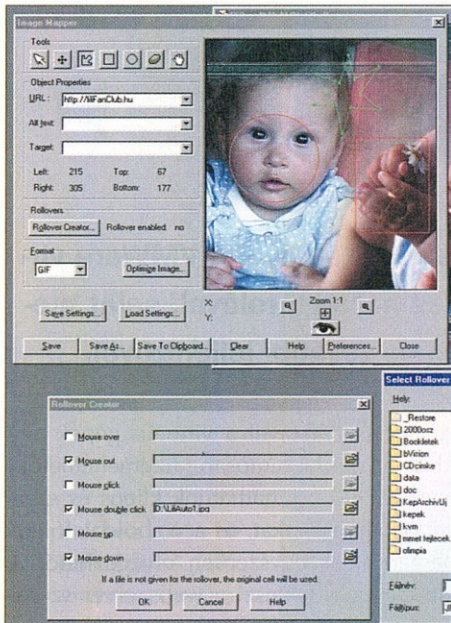 Image Mapper
Tools
Object Properties
URL: http://liliFanClub.hu
Alt text:
Target:
Left: 215 Top: 67
Right: 305 Bottom: 177
Rollovers
Rollover Creator... Rollover enabled: no
Format
GIF Optimize Image...
Save Settings... Load Settings...
X: Zoom 1:1
Y:
Save Save As... Save To Clipboard... Clear Help Preferences... Close
Rollover Creator
Mouse over
Mouse out
Mouse click
Mouse double click D:\LiliAuto1.jpg
Mouse up
Mouse down
If a file is not given for the rollover, the original cell will be used.
OK Cancel Help
Select Rollover
Hely:
_Restore
2000osz
Bookletek
bVision
CDcimke
data
doc
KepArchivUj
kepek
kvm
mmet fejlecek
olimpia
Fájlnév:
Fájltípus: